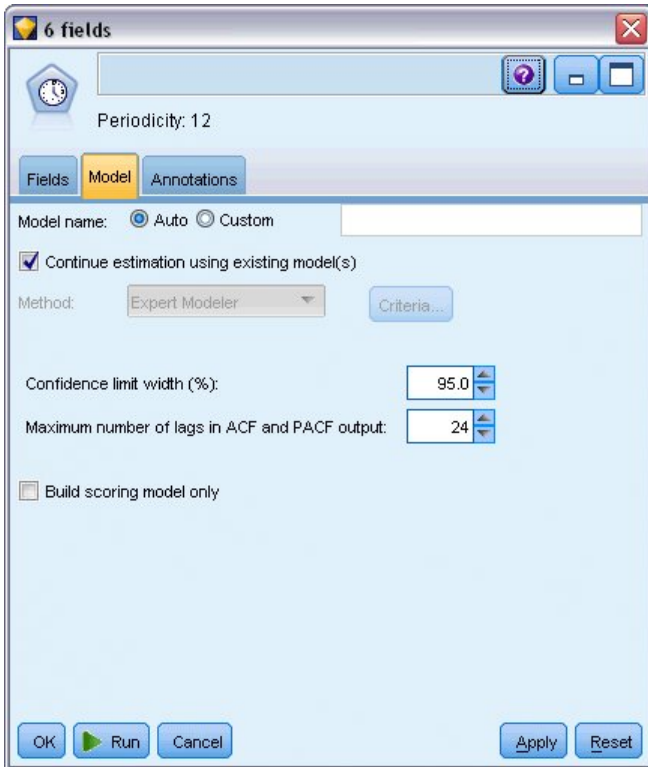 6 fields
?
Periodicity: 12
Fields Model Annotations
Model name: Auto Custom
Continue estimation using existing model(s)
Method: Expert Modeler Criteria...
Confidence limit width (%): 95.0
Maximum number of lags in ACF and PACF output: 24
Build scoring model only
OK Run Cancel Apply Reset